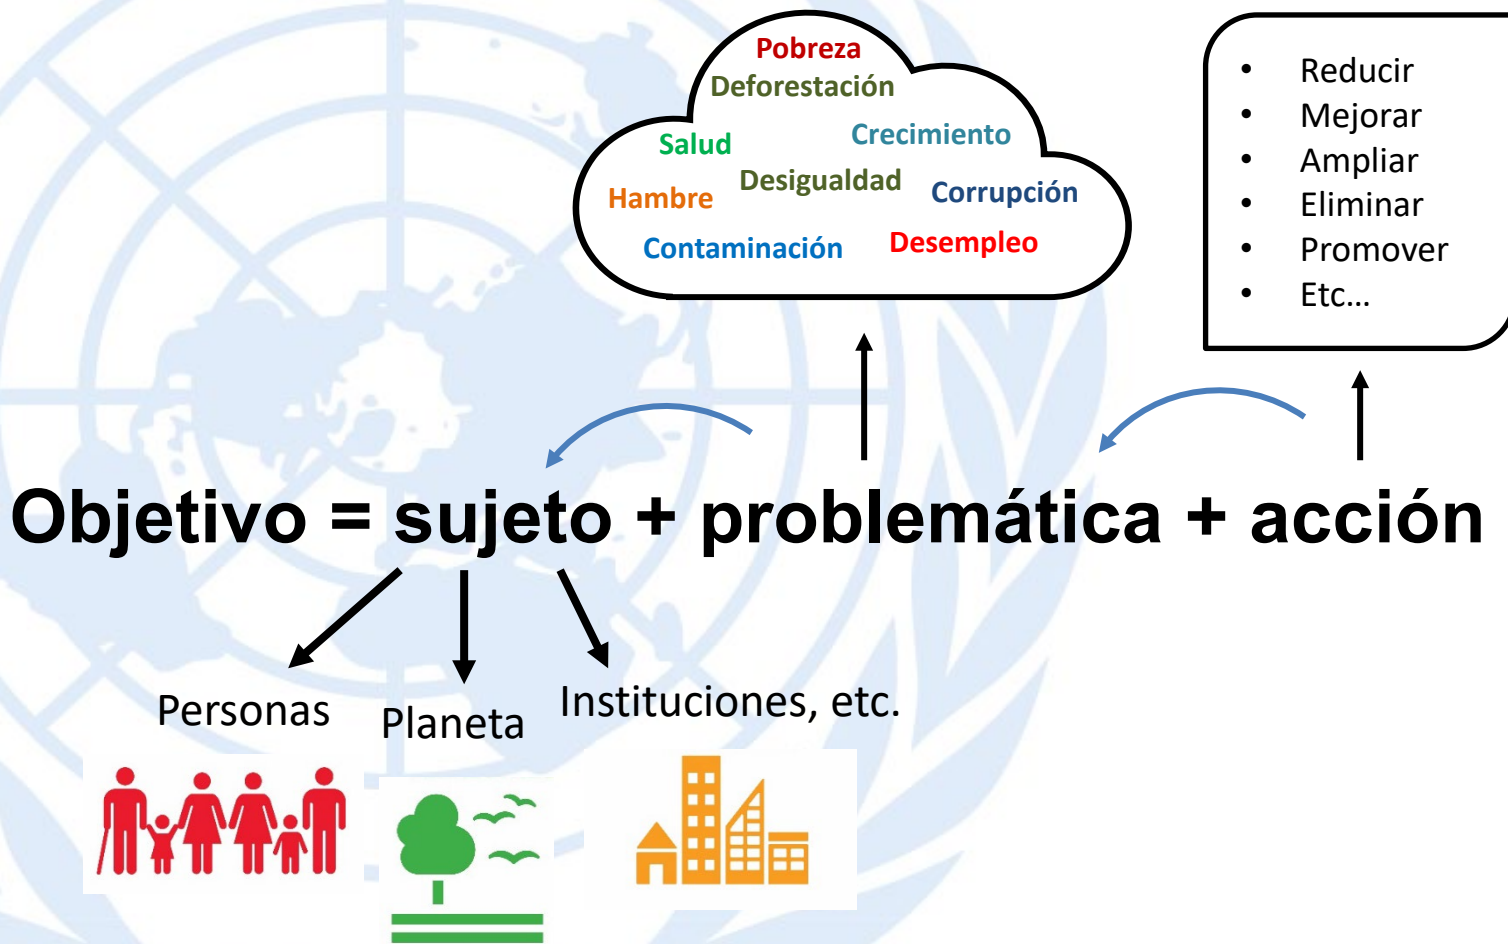 Pobreza
Deforestación
Salud
Crecimiento
Hambre
Desigualdad
Corrupción
Contaminación
Desempleo
• Reducir
• Mejorar
• Ampliar
• Eliminar
• Promover
• Etc...
Objetivo = sujeto + problemática + acción
Personas
Planeta
Instituciones, etc.